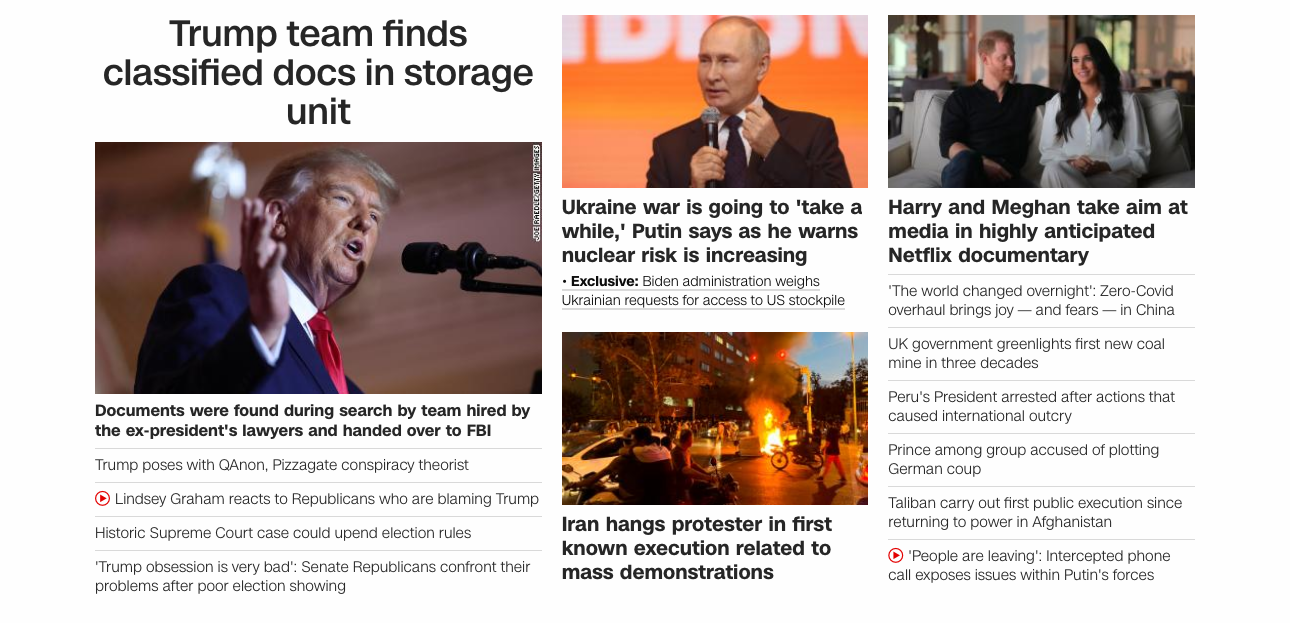 Trump team finds
classified docs in storage
unit
JOE RAEDLE/GETTY IMAGES
Documents were found during search by team hired by
the ex-president's lawyers and handed over to FBI
Trump poses with QAnon, Pizzagate conspiracy theorist
Lindsey Graham reacts to Republicans who are blaming Trump
Historic Supreme Court case could upend election rules
'Trump obsession is very bad': Senate Republicans confront their
problems after poor election showing
Ukraine war is going to 'take a
while,' Putin says as he warns
nuclear risk is increasing
• Exclusive: Biden administration weighs
Ukrainian requests for access to US stockpile
Iran hangs protester in first
known execution related to
mass demonstrations
Harry and Meghan take aim at
media in highly anticipated
Netflix documentary
'The world changed overnight': Zero-Covid
overhaul brings joy — and fears — in China
UK government greenlights first new coal
mine in three decades
Peru's President arrested after actions that
caused international outcry
Prince among group accused of plotting
German coup
Taliban carry out first public execution since
returning to power in Afghanistan
'People are leaving': Intercepted phone
call exposes issues within Putin's forces